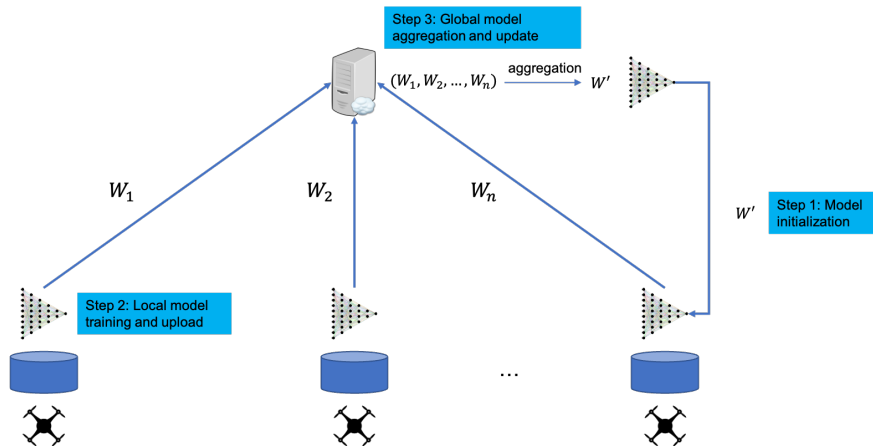 Step 3: Global model
aggregation and update
(W₁, W₂, ..., Wₙ)
aggregation
W′
W₁
W₂
Wₙ
W′
Step 1: Model
initialization
Step 2: Local model
training and upload
...